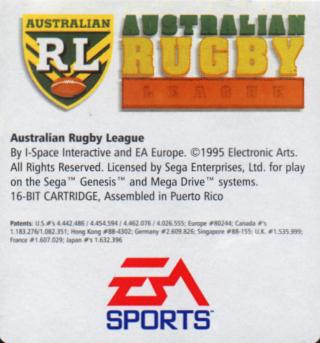 AUSTRALIAN
RL
AUSTRALIAN
RUGBY
LEAGUE
Australian Rugby League
By I-Space Interactive and EA Europe. ©1995 Electronic Arts.
All Rights Reserved. Licensed by Sega Enterprises, Ltd. for play
on the Sega™ Genesis™ and Mega Drive™ systems.
16-BIT CARTRIDGE, Assembled in Puerto Rico
Patents: U.S.#'s 4.442.486 / 4.454.594 / 4.462.076 / 4.026.555; Europe #80244; Canada #'s
1.183.276/1.082.351; Hong Kong #88-4302; Germany #2.609.826; Singapore #88-155; U.K. #1.535.999;
France #1.607.029; Japan #'s 1.632.396
EA
SPORTS™